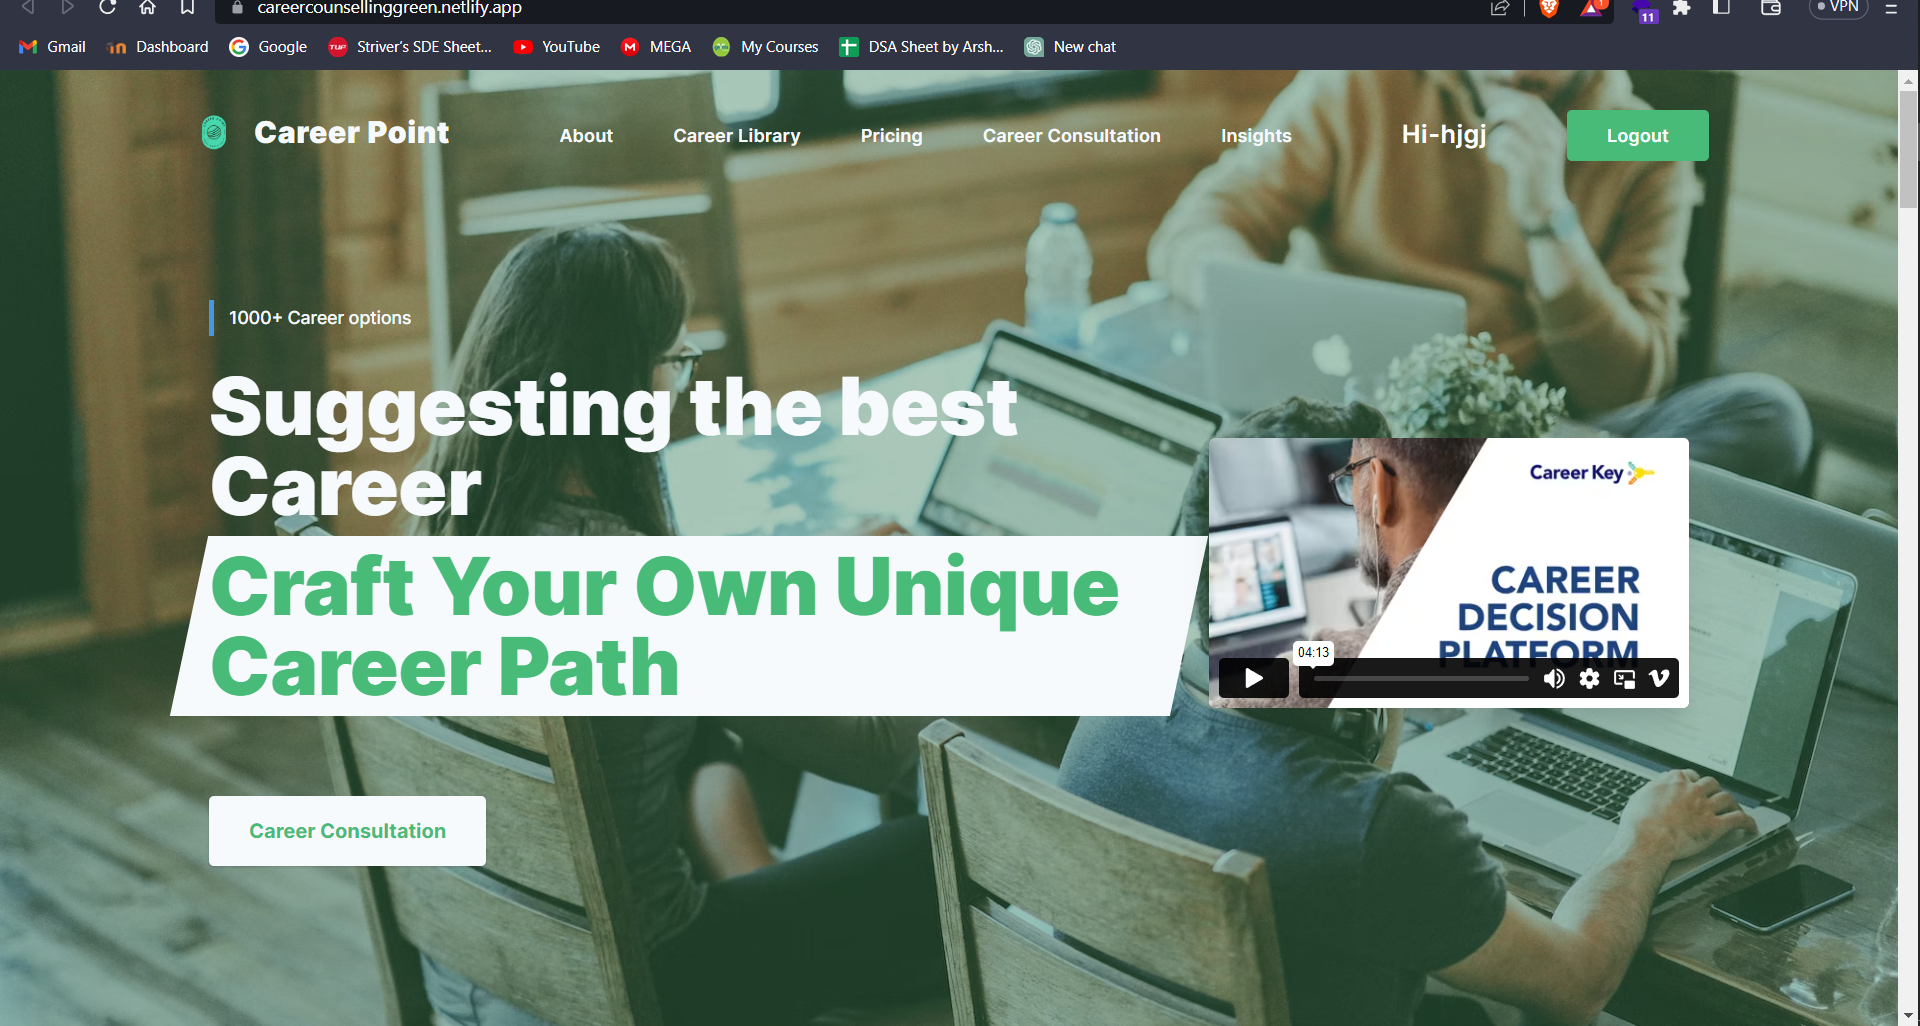 careercounsellinggreen.netlify.app
1
11
VPN
Gmail
Dashboard
Google
Striver's SDE Sheet...
YouTube
MEGA
My Courses
DSA Sheet by Arsh...
New chat
Career Point
About
Career Library
Pricing
Career Consultation
Insights
Hi-hjgj
Logout
1000+ Career options
Suggesting the best
Career
Craft Your Own Unique
Career Path
Career Consultation
Career Key
CAREER
DECISION
PLATFORM
04:13